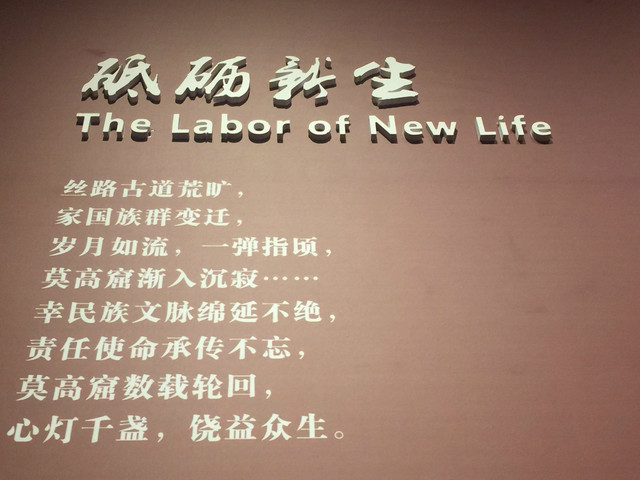 砥砺新生
The Labor of New Life
丝路古道荒旷，
家国族群变迁，
岁月如流，一弹指顷，
莫高窟渐入沉寂……
幸民族文脉绵延不绝，
责任使命承传不忘，
莫高窟数载轮回，
心灯千盏，饶益众生。